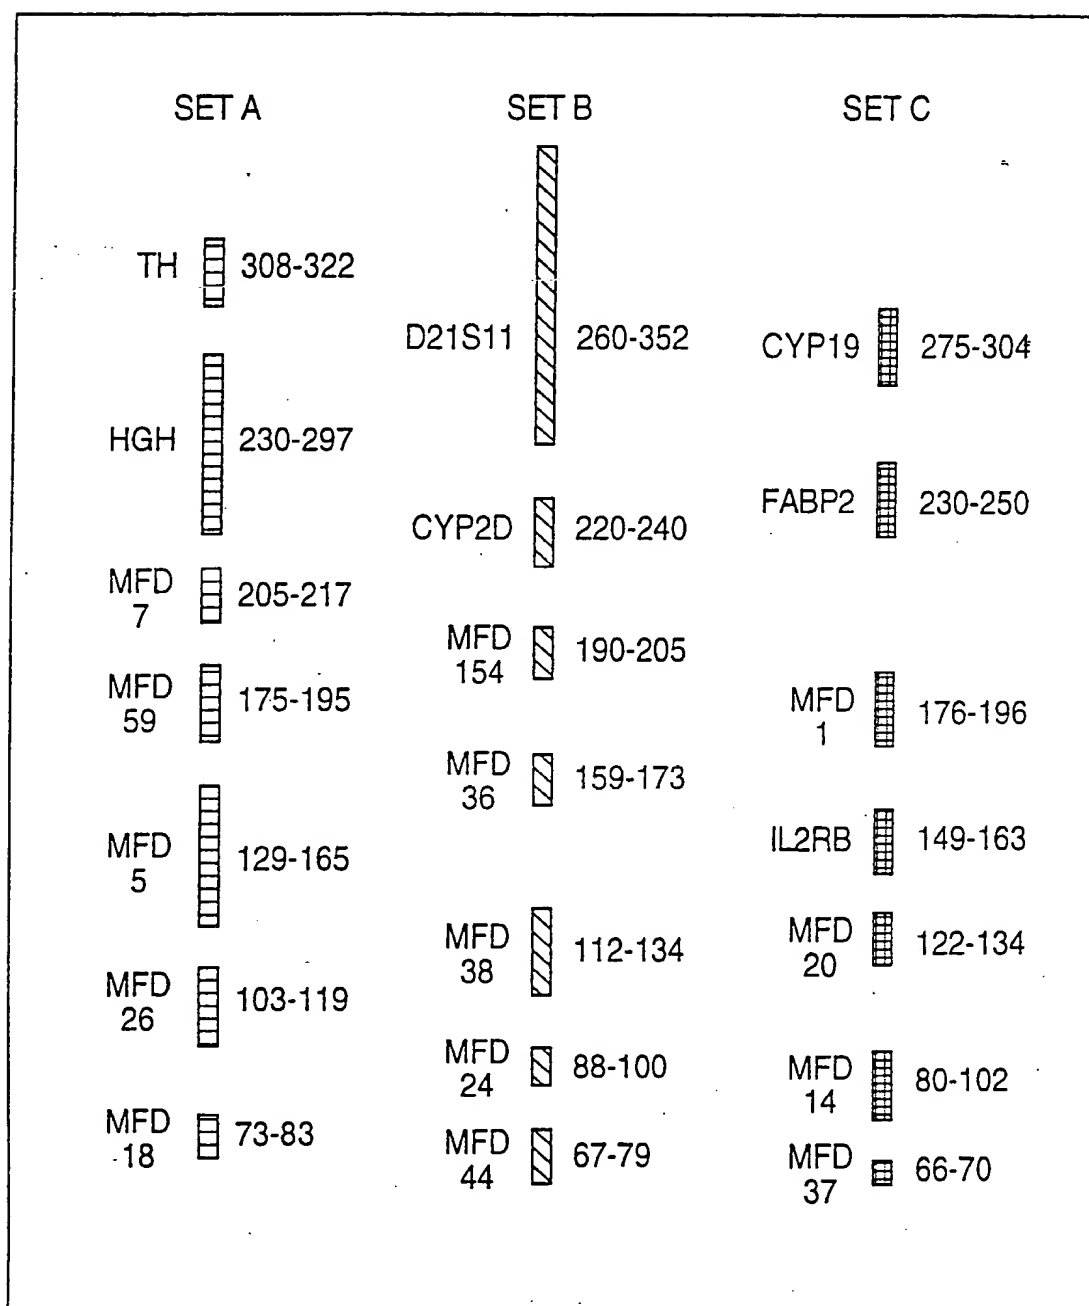 SET A
TH 308-322
HGH 230-297
MFD
7 205-217
MFD
59 175-195
MFD
5 129-165
MFD
26 103-119
MFD
18 73-83
SET B
D21S11 260-352
CYP2D 220-240
MFD
154 190-205
MFD
36 159-173
MFD
38 112-134
MFD
24 88-100
MFD
44 67-79
SET C
CYP19 275-304
FABP2 230-250
MFD
1 176-196
IL2RB 149-163
MFD
20 122-134
MFD
14 80-102
MFD
37 66-70